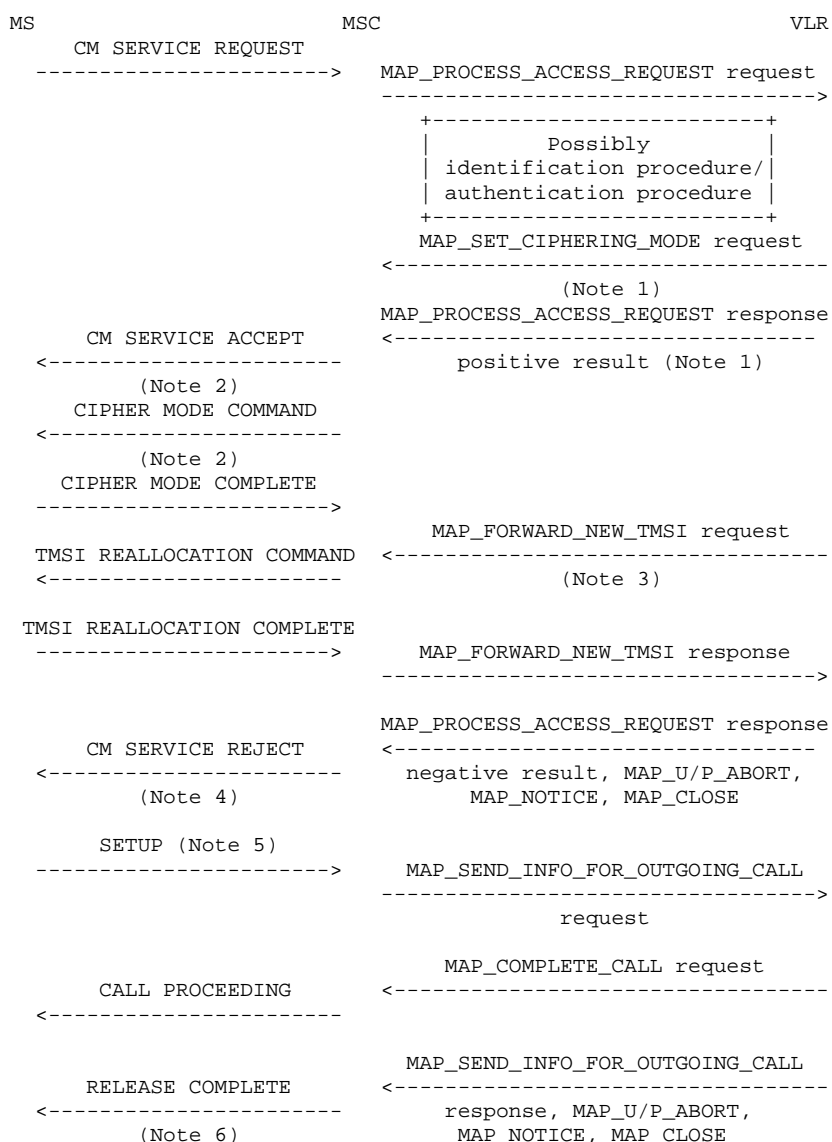 MS MSC VLR
CM SERVICE REQUEST
-----------------------> MAP_PROCESS_ACCESS_REQUEST request
---------------------------------->
+--------------------------+
| Possibly |
| identification procedure/|
| authentication procedure |
+--------------------------+
MAP_SET_CIPHERING_MODE request
<----------------------------------
(Note 1)
MAP_PROCESS_ACCESS_REQUEST response
CM SERVICE ACCEPT <---------------------------------
<----------------------- positive result (Note 1)
(Note 2)
CIPHER MODE COMMAND
<-----------------------
(Note 2)
CIPHER MODE COMPLETE
----------------------->
MAP_FORWARD_NEW_TMSI request
TMSI REALLOCATION COMMAND <----------------------------------
<----------------------- (Note 3)
TMSI REALLOCATION COMPLETE
-----------------------> MAP_FORWARD_NEW_TMSI response
---------------------------------->
MAP_PROCESS_ACCESS_REQUEST response
CM SERVICE REJECT <---------------------------------
<----------------------- negative result, MAP_U/P_ABORT,
(Note 4) MAP_NOTICE, MAP_CLOSE
SETUP (Note 5)
-----------------------> MAP_SEND_INFO_FOR_OUTGOING_CALL
---------------------------------->
request
MAP_COMPLETE_CALL request
CALL PROCEEDING <----------------------------------
<-----------------------
MAP_SEND_INFO_FOR_OUTGOING_CALL
RELEASE COMPLETE <----------------------------------
<----------------------- response, MAP_U/P_ABORT,
(Note 6) MAP_NOTICE, MAP_CLOSE